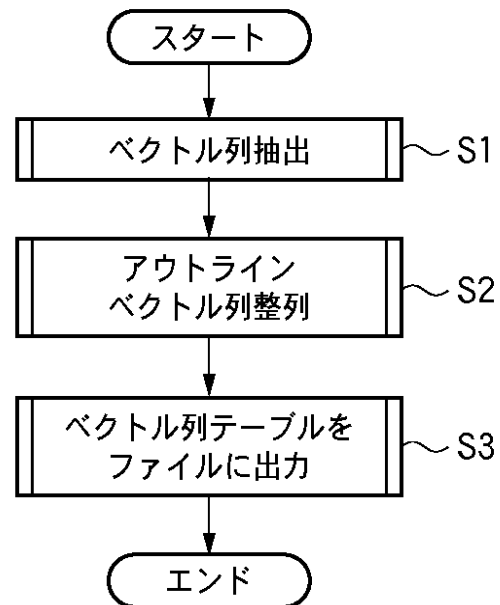 スタート
ベクトル列抽出
S1
アウトライン
ベクトル列整列
S2
ベクトル列テーブルを
ファイルに出力
S3
エンド